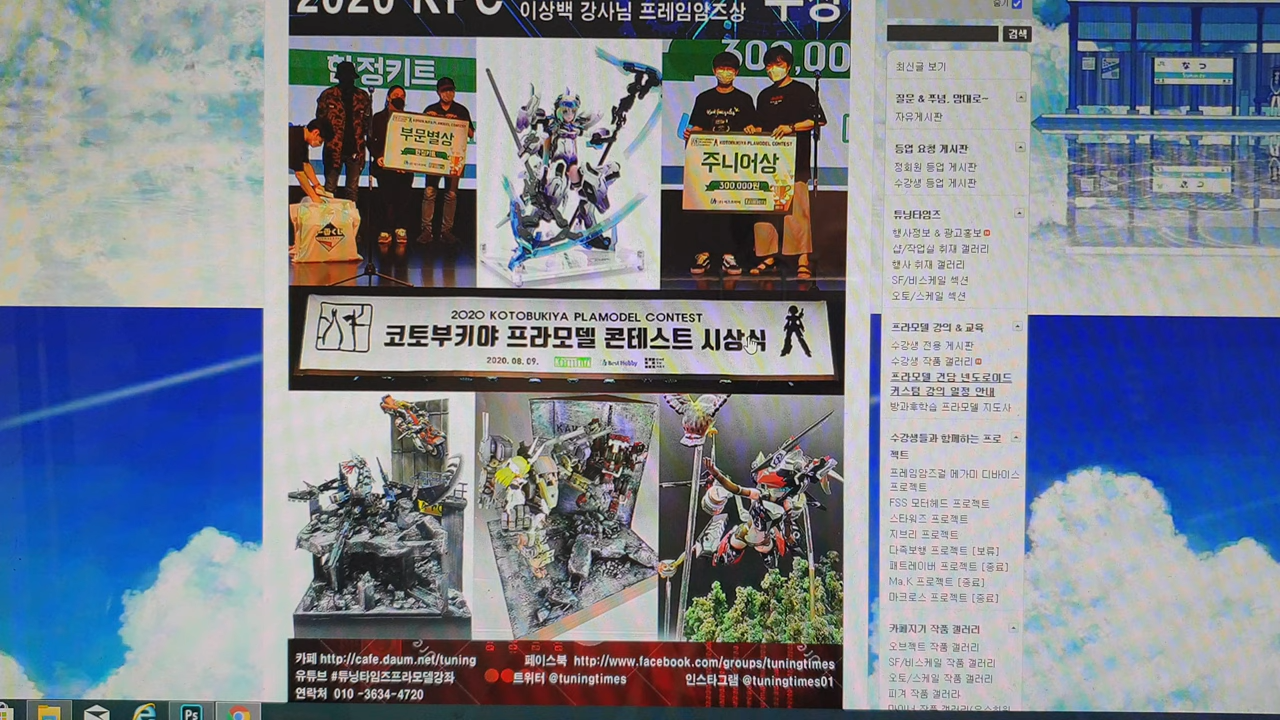 2020 KPC 이상백 강사님 프레임암즈상 수상
한정키트
부문별상
한정키트
300,00
KOTOBUKIYA PLAMODEL CONTEST
주니어상
300,000원
2020 KOTOBUKIYA PLAMODEL CONTEST
코토부키야 프라모델 콘테스트 시상식
2020. 08. 09.
Best Hobby
카페 http://cafe.daum.net/tuning
페이스북 http://www.facebook.com/groups/tuningtimes
유튜브 #튜닝타임즈프라모델강좌
트위터 @tuningtimes
인스타그램 @tuningtimes01
연락처 010 -3634-4720
검색
최신글 보기
질문 & 푸념, 맘대로~
자유게시판
등업 요청 게시판
정회원 등업 게시판
수강생 등업 게시판
튜닝타임즈
행사정보 & 광고홍보
샵/작업실 취재 갤러리
행사 취재 갤러리
SF/비스케일 섹션
오토/스케일 섹션
프라모델 강의 & 교육
수강생 전용 게시판
수강생 작품 갤러리
프라모델 건담 넨도로이드
커스텀 강의 일정 안내
방과후학습 프라모델 지도사
수강생들과 함께하는 프로
젝트
프레임암즈걸 메가미 디바이스
프로젝트
FSS 모터헤드 프로젝트
스타워즈 프로젝트
지브리 프로젝트
다족보행 프로젝트 [보류]
패트레이버 프로젝트 [종료]
Ma.K 프로젝트 [종료]
마크로스 프로젝트 [종료]
카페지기 작품 갤러리
오브젝트 작품 갤러리
SF/비스케일 작품 갤러리
오토/스케일 작품 갤러리
피겨 작품 갤러리
なつ
Ps